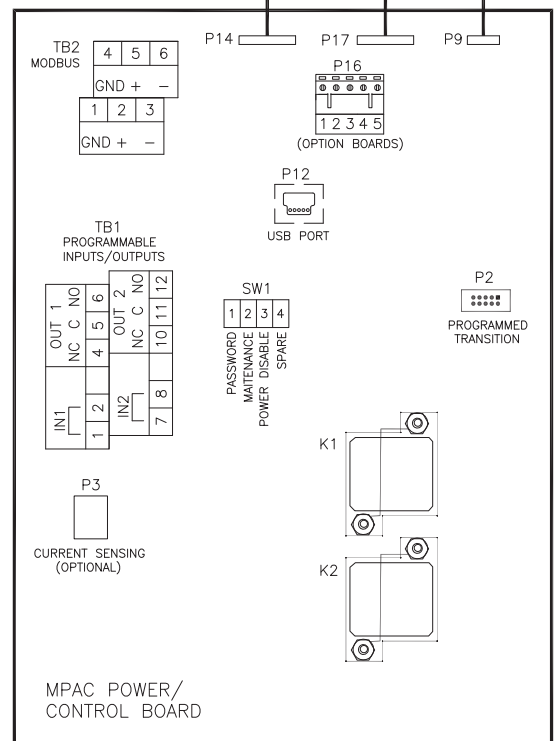 P14
P17
P9
TB2
MODBUS
4 5 6
GND + −
1 2 3
GND + −
P16
1 2 3 4 5
(OPTION BOARDS)
P12
USB PORT
TB1
PROGRAMMABLE
INPUTS/OUTPUTS
OUT 1
NC C NO
4 5 6
IN1
1 2
OUT 2
NC C NO
10 11 12
IN2
7 8
SW1
1 2 3 4
PASSWORD
MAITENANCE
POWER DISABLE
SPARE
P2
PROGRAMMED
TRANSITION
K1
P3
CURRENT SENSING
(OPTIONAL)
K2
MPAC POWER/
CONTROL BOARD